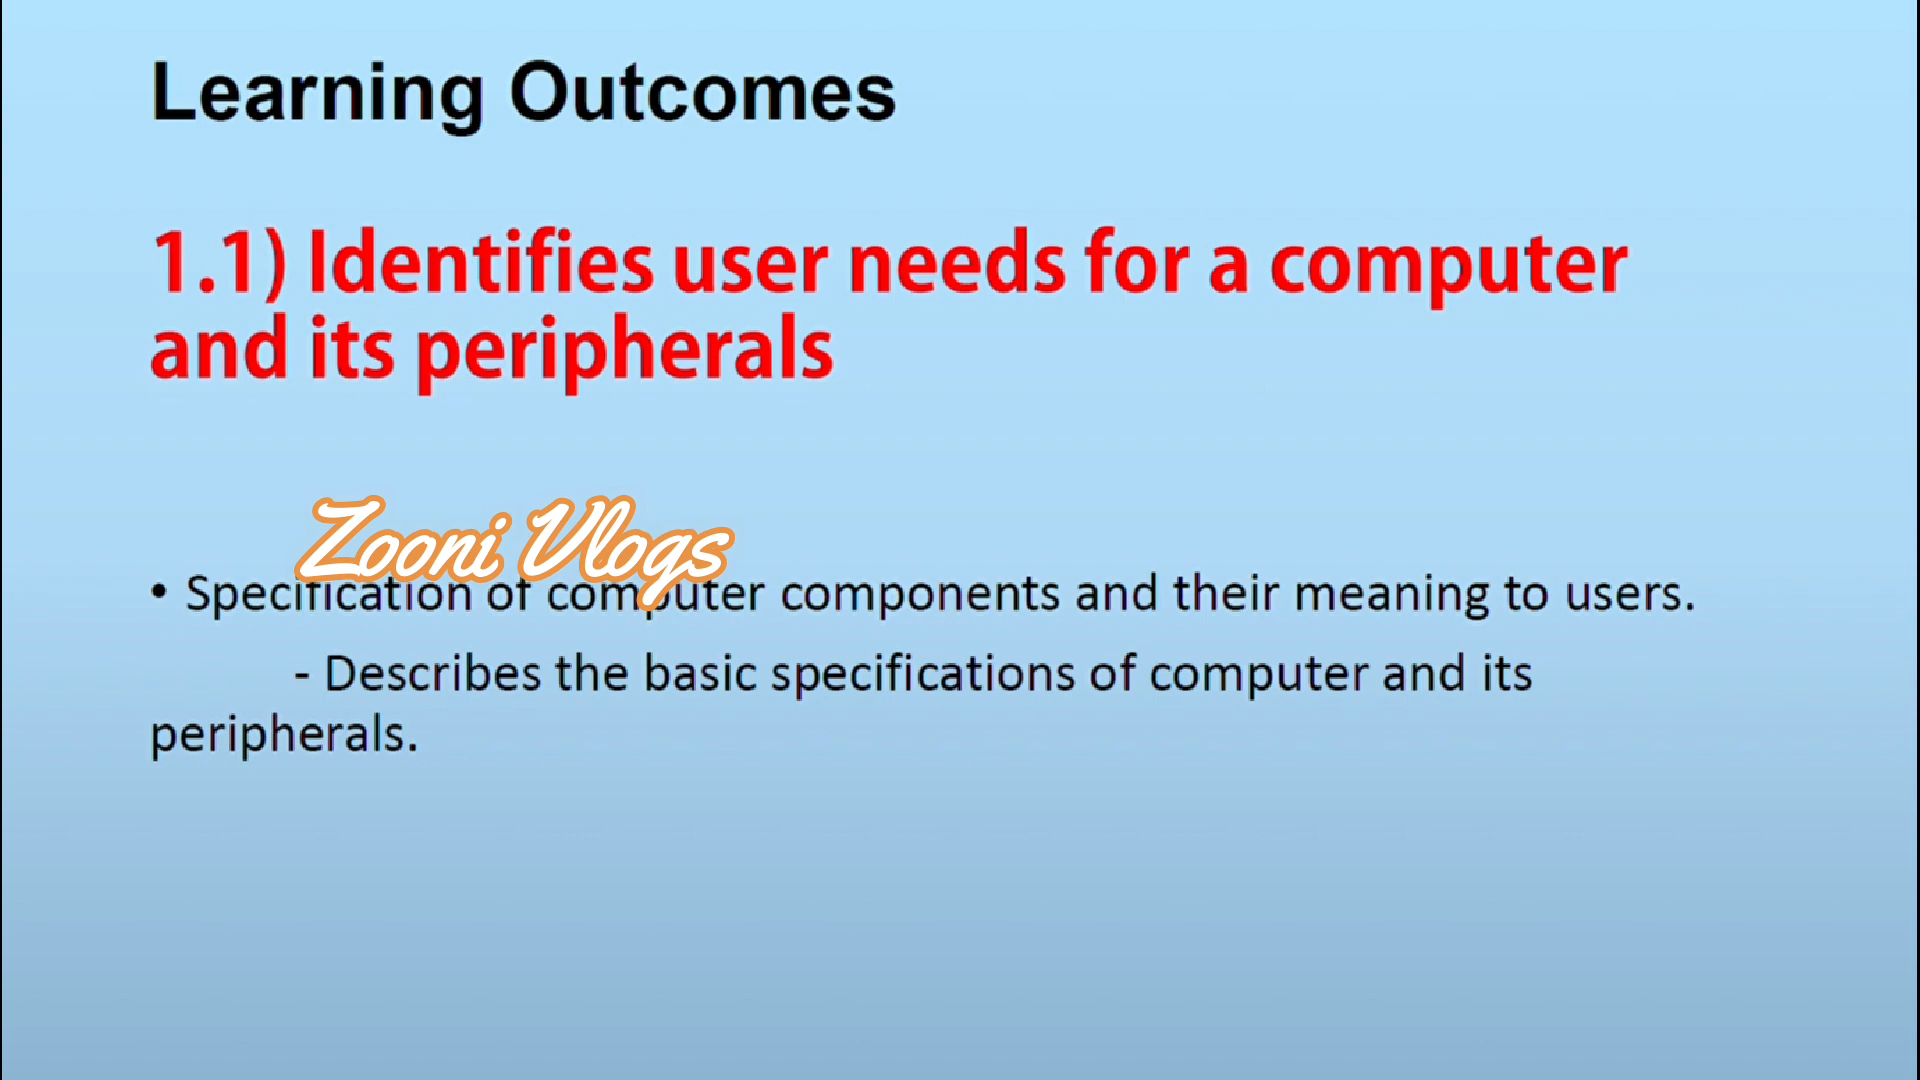 Learning Outcomes
1.1) Identifies user needs for a computer
and its peripherals
Zooni Vlogs
• Specification of computer components and their meaning to users.
- Describes the basic specifications of computer and its
peripherals.